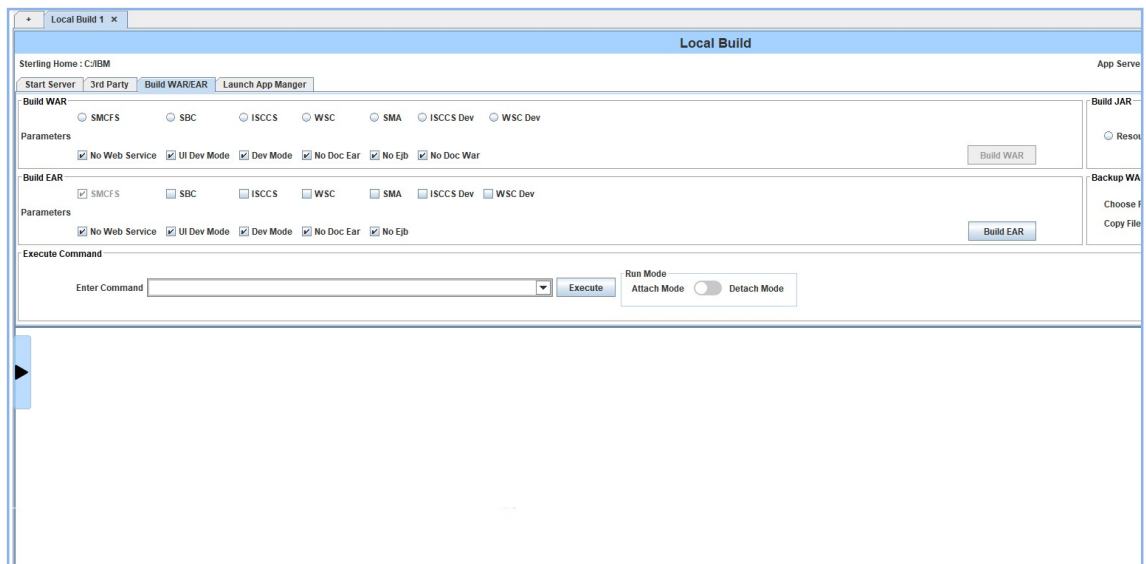 + Local Build 1 ×
Local Build
Sterling Home : C:/IBM App Serve
Start Server 3rd Party Build WAR/EAR Launch App Manger
Build WAR Build JAR
SMCFS SBC ISCCS WSC SMA ISCCS Dev WSC Dev
Parameters Resou
No Web Service UI Dev Mode Dev Mode No Doc Ear No Ejb No Doc War Build WAR
Build EAR Backup WA
SMCFS SBC ISCCS WSC SMA ISCCS Dev WSC Dev
Choose F
Parameters
Copy File
No Web Service UI Dev Mode Dev Mode No Doc Ear No Ejb Build EAR
Execute Command
Run Mode
Enter Command Execute Attach Mode Detach Mode